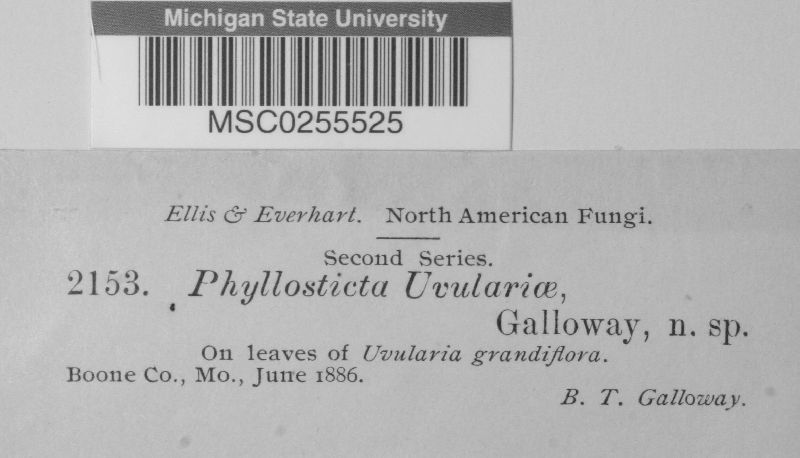 Michigan State University
MSC0255525
Ellis & Everhart. North American Fungi.
Second Series.
2153. Phyllosticta Uvulariæ,
Galloway, n. sp.
On leaves of Uvularia grandiflora.
Boone Co., Mo., June 1886.
B. T. Galloway.